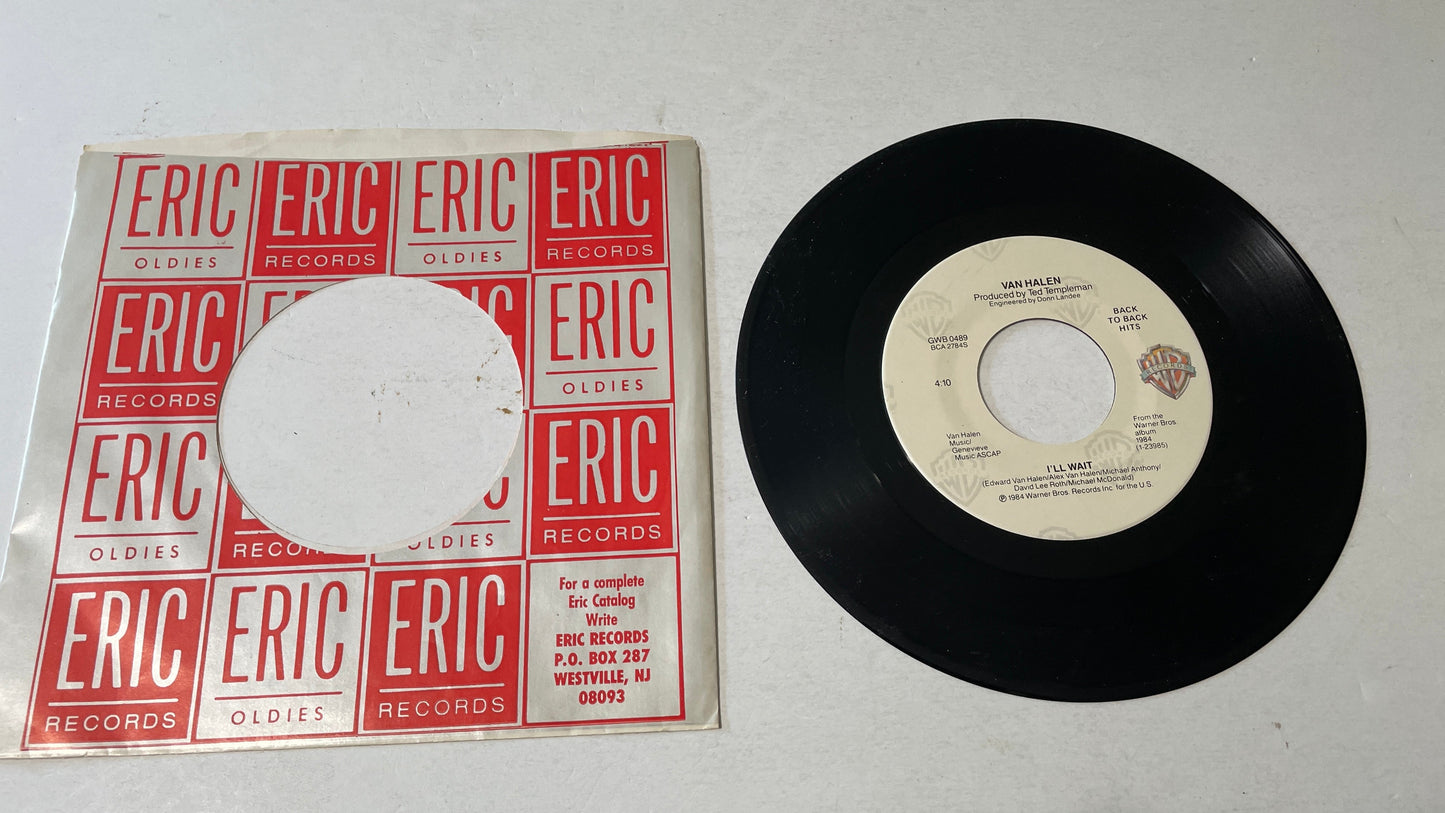 ERIC ERIC ERIC ERIC
OLDIES RECORDS OLDIES RECORDS
ERIC ERIC
RECORDS OLDIES
ERIC ERIC
OLDIES RECORDS OLDIES RECORDS
ERIC ERIC ERIC
RECORDS OLDIES RECORDS
For a complete
Eric Catalog
Write
ERIC RECORDS
P.O. BOX 287
WESTVILLE, NJ
08093
VAN HALEN
Produced by Ted Templeman
Engineered by Donn Landee
BACK
TO BACK
HITS
GWB 0489
BCA 2784S
4:10
RECORDS
Van Halen
Music/
Genevieve
Music ASCAP
From the
Warner Bros.
album
1984
(1-23985)
I'LL WAIT
(Edward Van Halen/Alex Van Halen/Michael Anthony/
David Lee Roth/Michael McDonald)
℗ 1984 Warner Bros. Records Inc. for the U.S.